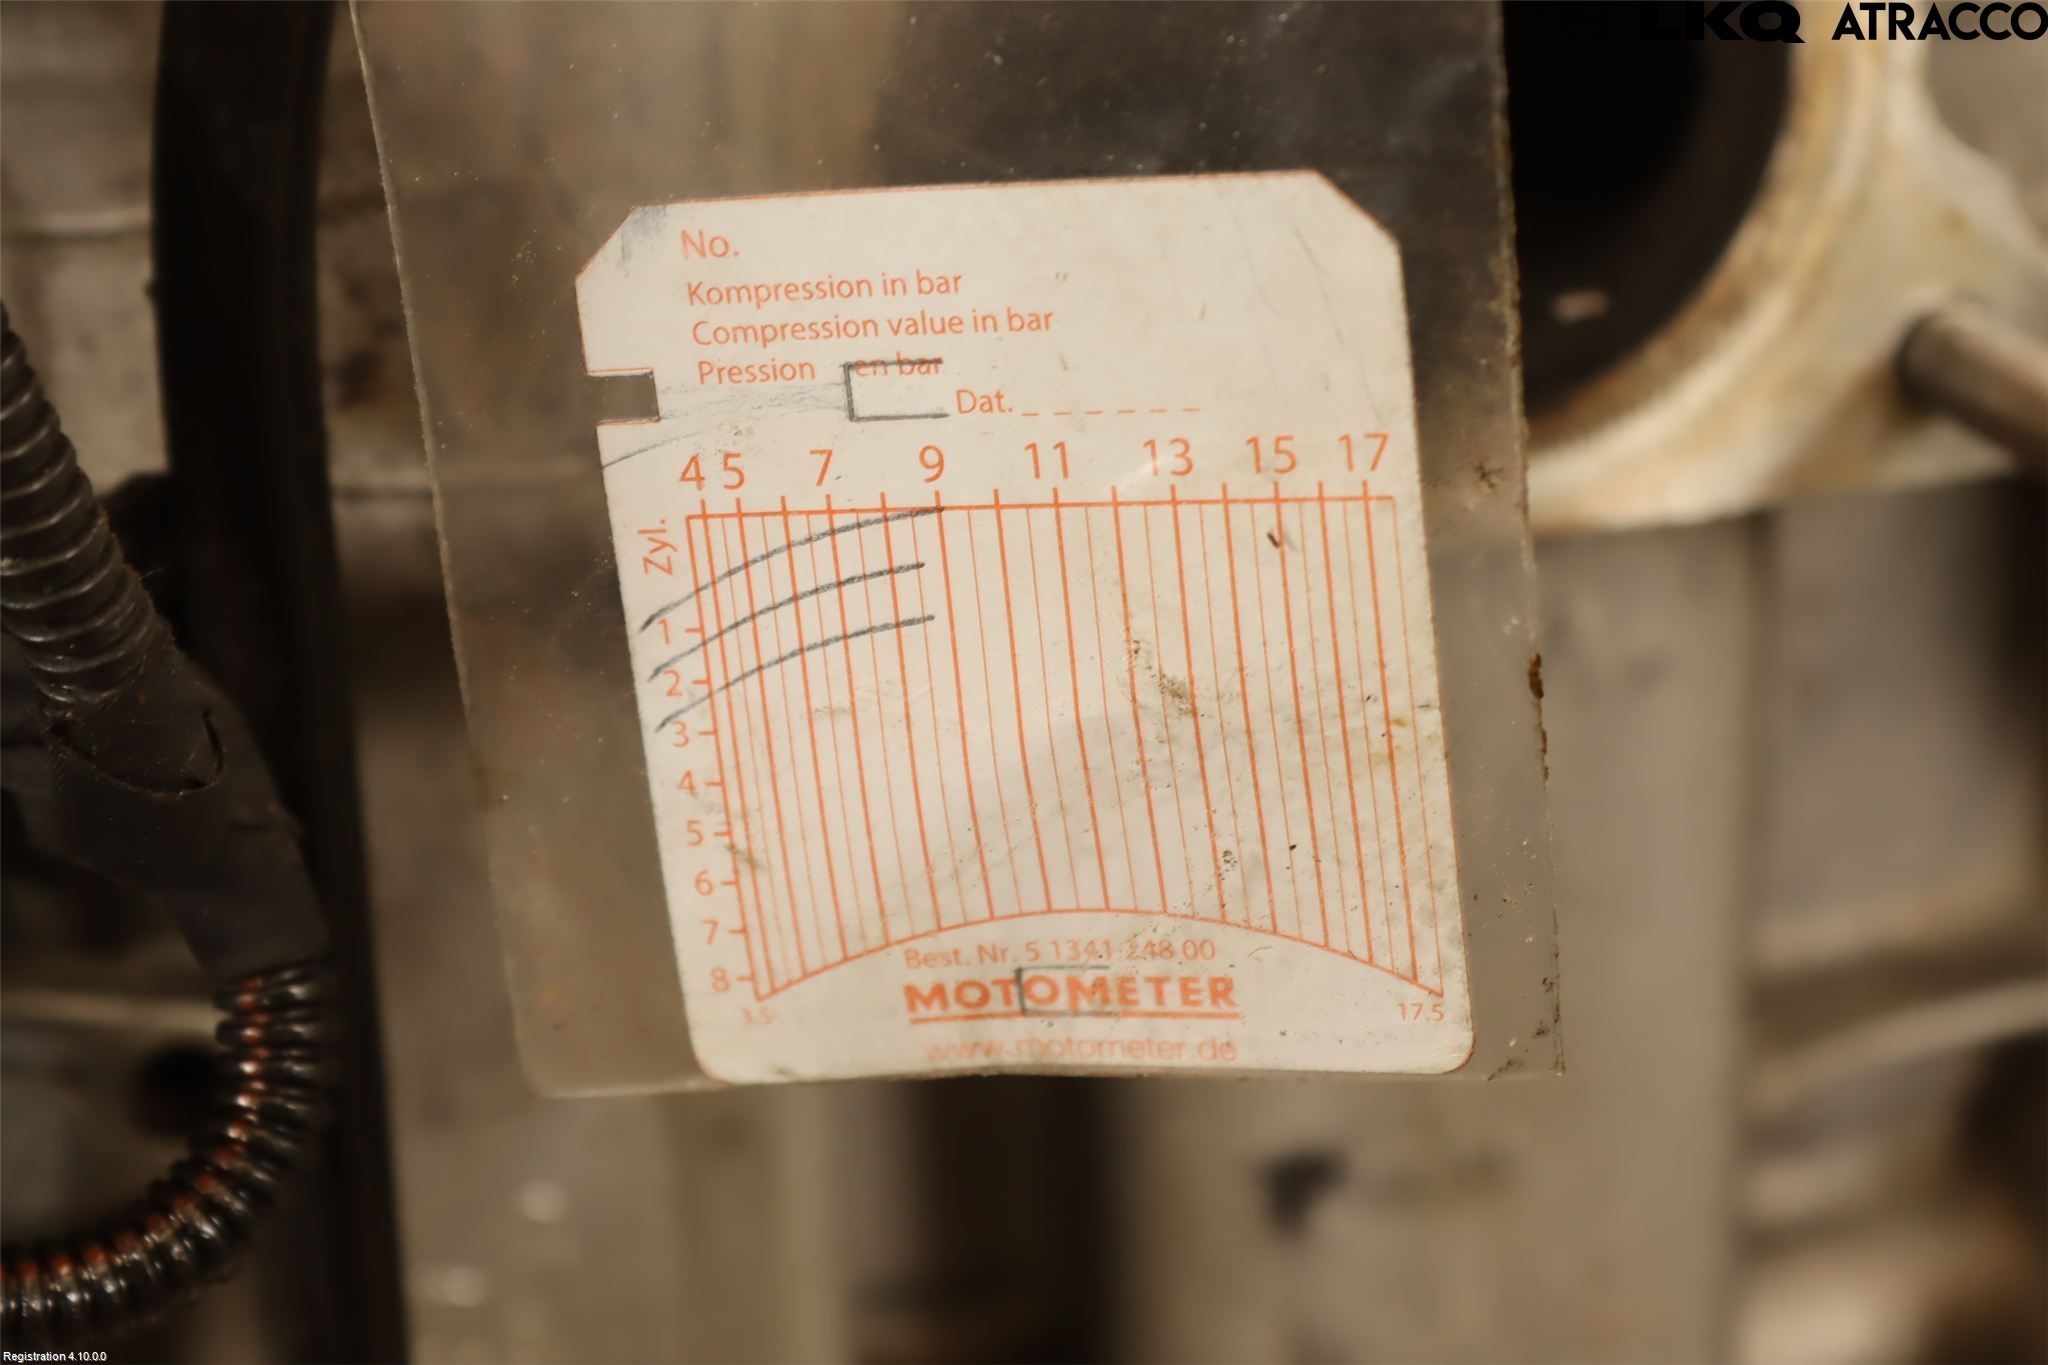 LKQ ATRACCO
No.
Kompression in bar
Compression value in bar
Pression en bar
Dat. _ _ _ _ _ _
4 5 7 9 11 13 15 17
Zyl.
1
2
3
4
5
6
7
8
3.5
17.5
Best. Nr. 5 1341 248 00
MOTOMETER
www.motometer.de
Registration 4.10.0.0